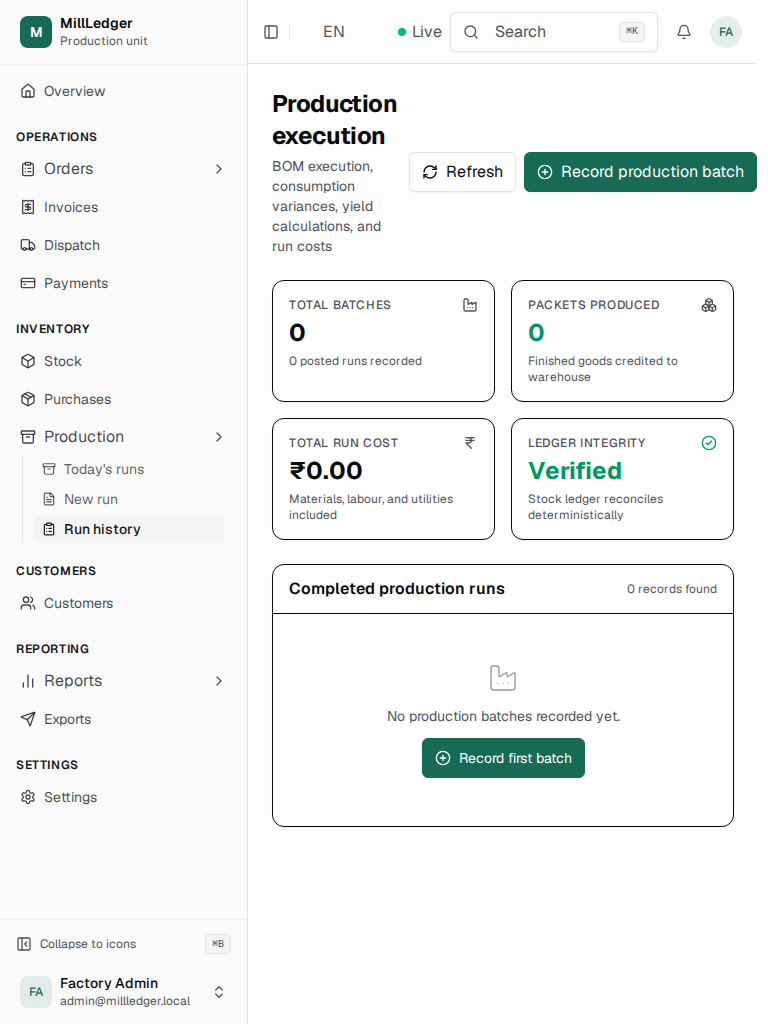 M
MillLedger
Production unit
Overview
OPERATIONS
Orders
Invoices
Dispatch
Payments
INVENTORY
Stock
Purchases
Production
Today's runs
New run
Run history
CUSTOMERS
Customers
REPORTING
Reports
Exports
SETTINGS
Settings
Collapse to icons
⌘B
FA
Factory Admin
admin@millledger.local
EN
Live
Search
⌘K
FA
Production
execution
BOM execution,
consumption
variances, yield
calculations, and
run costs
Refresh
Record production batch
TOTAL BATCHES
0
0 posted runs recorded
PACKETS PRODUCED
0
Finished goods credited to
warehouse
TOTAL RUN COST
₹
₹0.00
Materials, labour, and utilities
included
LEDGER INTEGRITY
Verified
Stock ledger reconciles
deterministically
Completed production runs
0 records found
No production batches recorded yet.
Record first batch